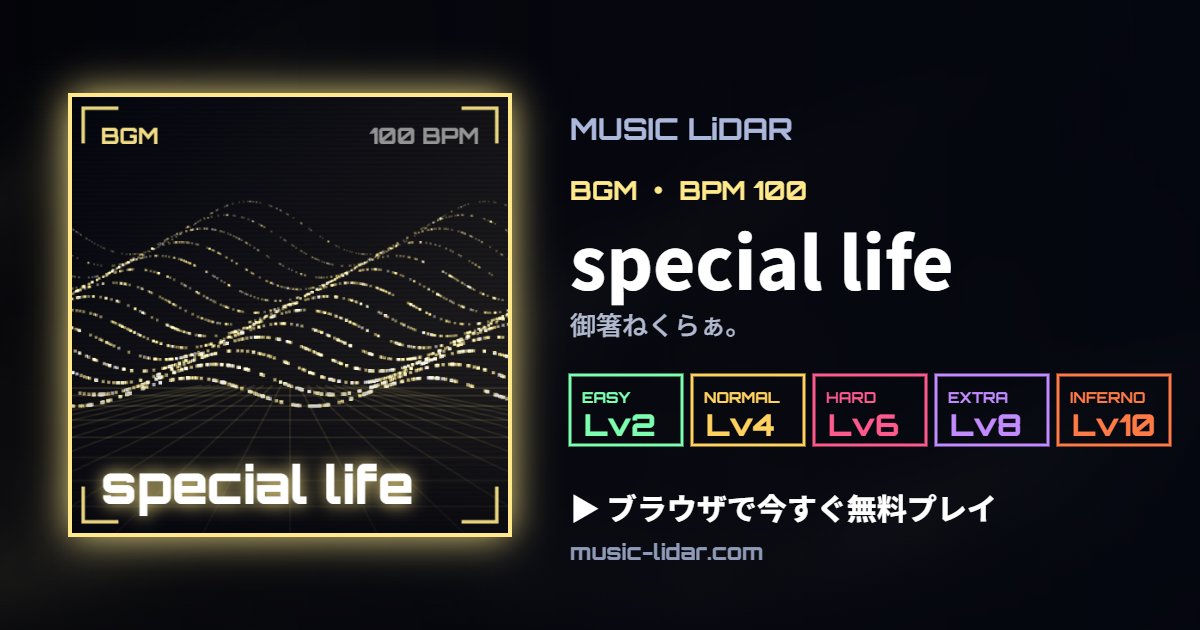 BGM
100 BPM
special life
MUSIC LiDAR
BGM ・ BPM 100
special life
御箸ねくらぁ。
EASY
Lv2
NORMAL
Lv4
HARD
Lv6
EXTRA
Lv8
INFERNO
Lv10
▶ ブラウザで今すぐ無料プレイ
music-lidar.com